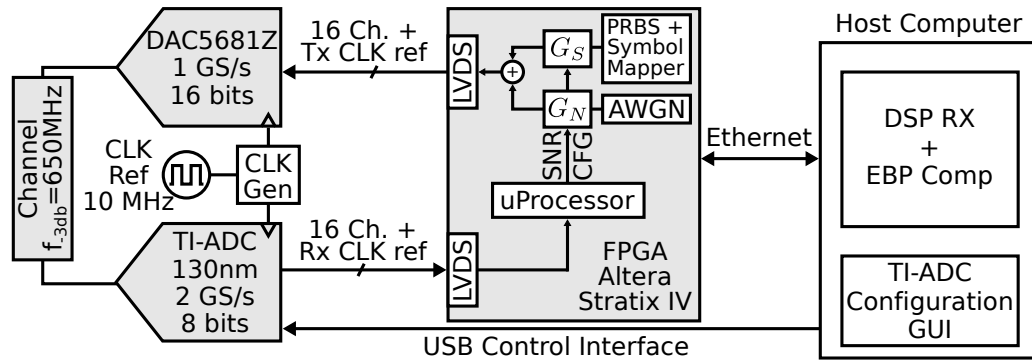 DAC5681Z
1 GS/s
16 bits
16 Ch. +
Tx CLK ref
LVDS
G_S
PRBS +
Symbol
Mapper
+
G_N
AWGN
SNR
CFG
uProcessor
FPGA
Altera
Stratix IV
LVDS
Channel
f-3db=650MHz
CLK
Ref
10 MHz
CLK
Gen
TI-ADC
130nm
2 GS/s
8 bits
16 Ch. +
Rx CLK ref
Ethernet
USB Control Interface
Host Computer
DSP RX
+
EBP Comp
TI-ADC
Configuration
GUI